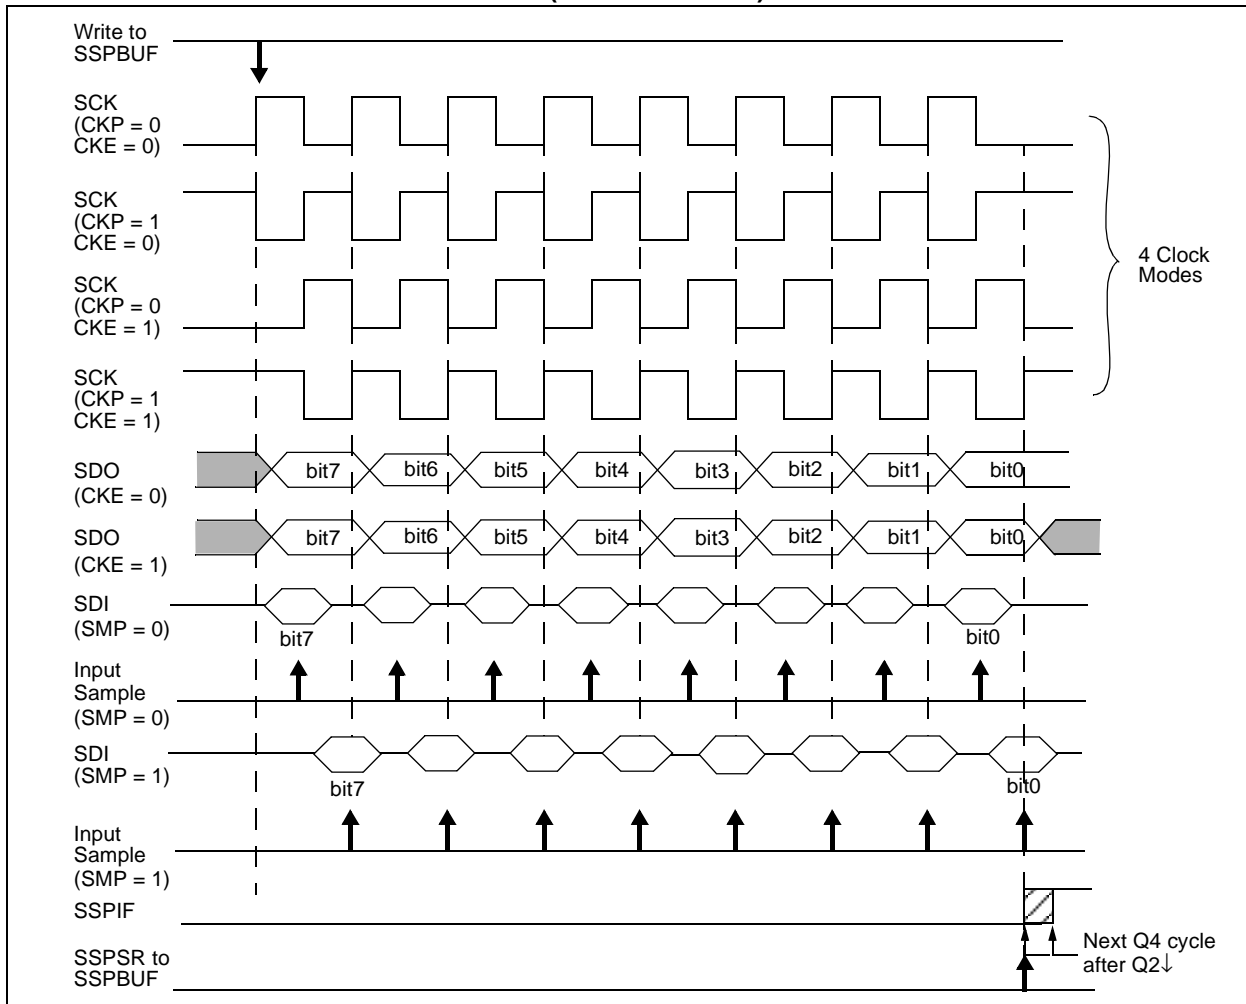 Write to
SSPBUF
SCK
(CKP = 0
CKE = 0)
SCK
(CKP = 1
CKE = 0)
4 Clock
Modes
SCK
(CKP = 0
CKE = 1)
SCK
(CKP = 1
CKE = 1)
SDO
(CKE = 0)
bit7 bit6 bit5 bit4 bit3 bit2 bit1 bit0
SDO
(CKE = 1)
bit7 bit6 bit5 bit4 bit3 bit2 bit1 bit0
SDI
(SMP = 0)
bit7 bit0
Input
Sample
(SMP = 0)
SDI
(SMP = 1)
bit7 bit0
Input
Sample
(SMP = 1)
SSPIF
Next Q4 cycle
after Q2↓
SSPSR to
SSPBUF